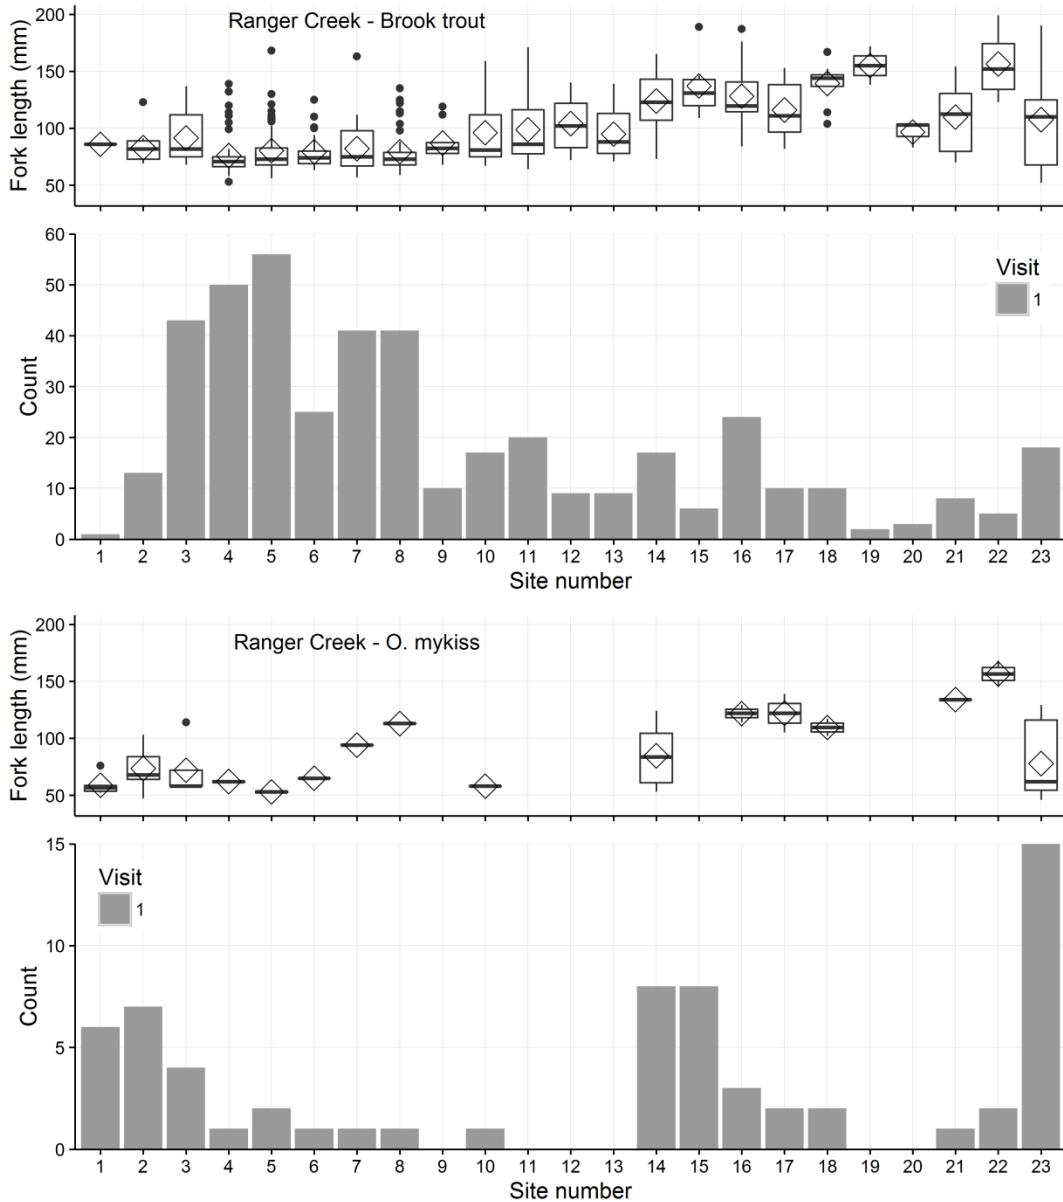 Ranger Creek - Brook trout
Fork length (mm)
200
150
100
50
Count
60
50
40
30
20
10
0
Visit
1
1 2 3 4 5 6 7 8 9 10 11 12 13 14 15 16 17 18 19 20 21 22 23
Site number
Ranger Creek - O. mykiss
Fork length (mm)
200
150
100
50
Count
15
10
5
0
Visit
1
1 2 3 4 5 6 7 8 9 10 11 12 13 14 15 16 17 18 19 20 21 22 23
Site number